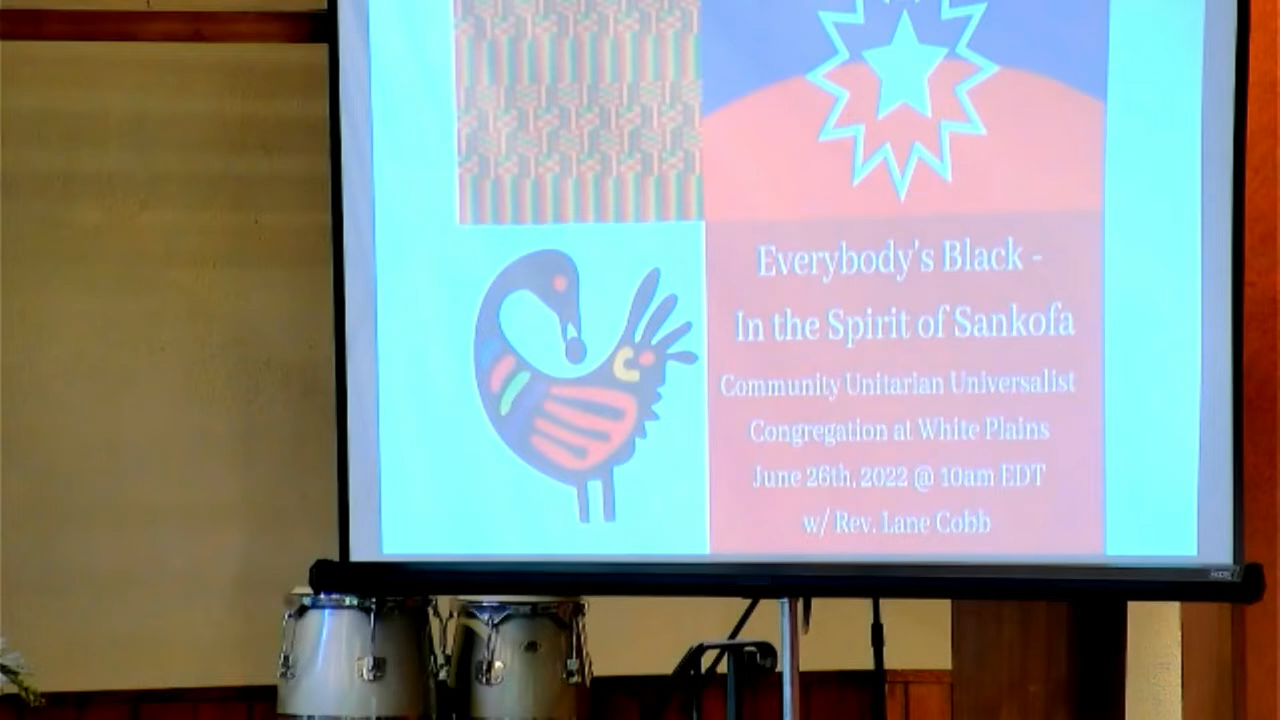 Everybody's Black -
In the Spirit of Sankofa
Community Unitarian Universalist
Congregation at White Plains
June 26th, 2022 @ 10am EDT
w/ Rev. Lane Cobb